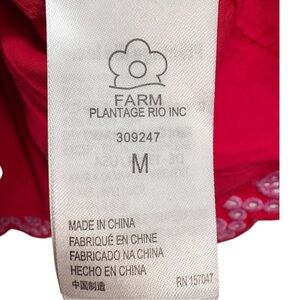 FARM
PLANTAGE RIO INC
309247
M
MADE IN CHINA
FABRIQUÉ EN CHINE
FABRICADO NA CHINA
HECHO EN CHINA
中国制造
RN 157047